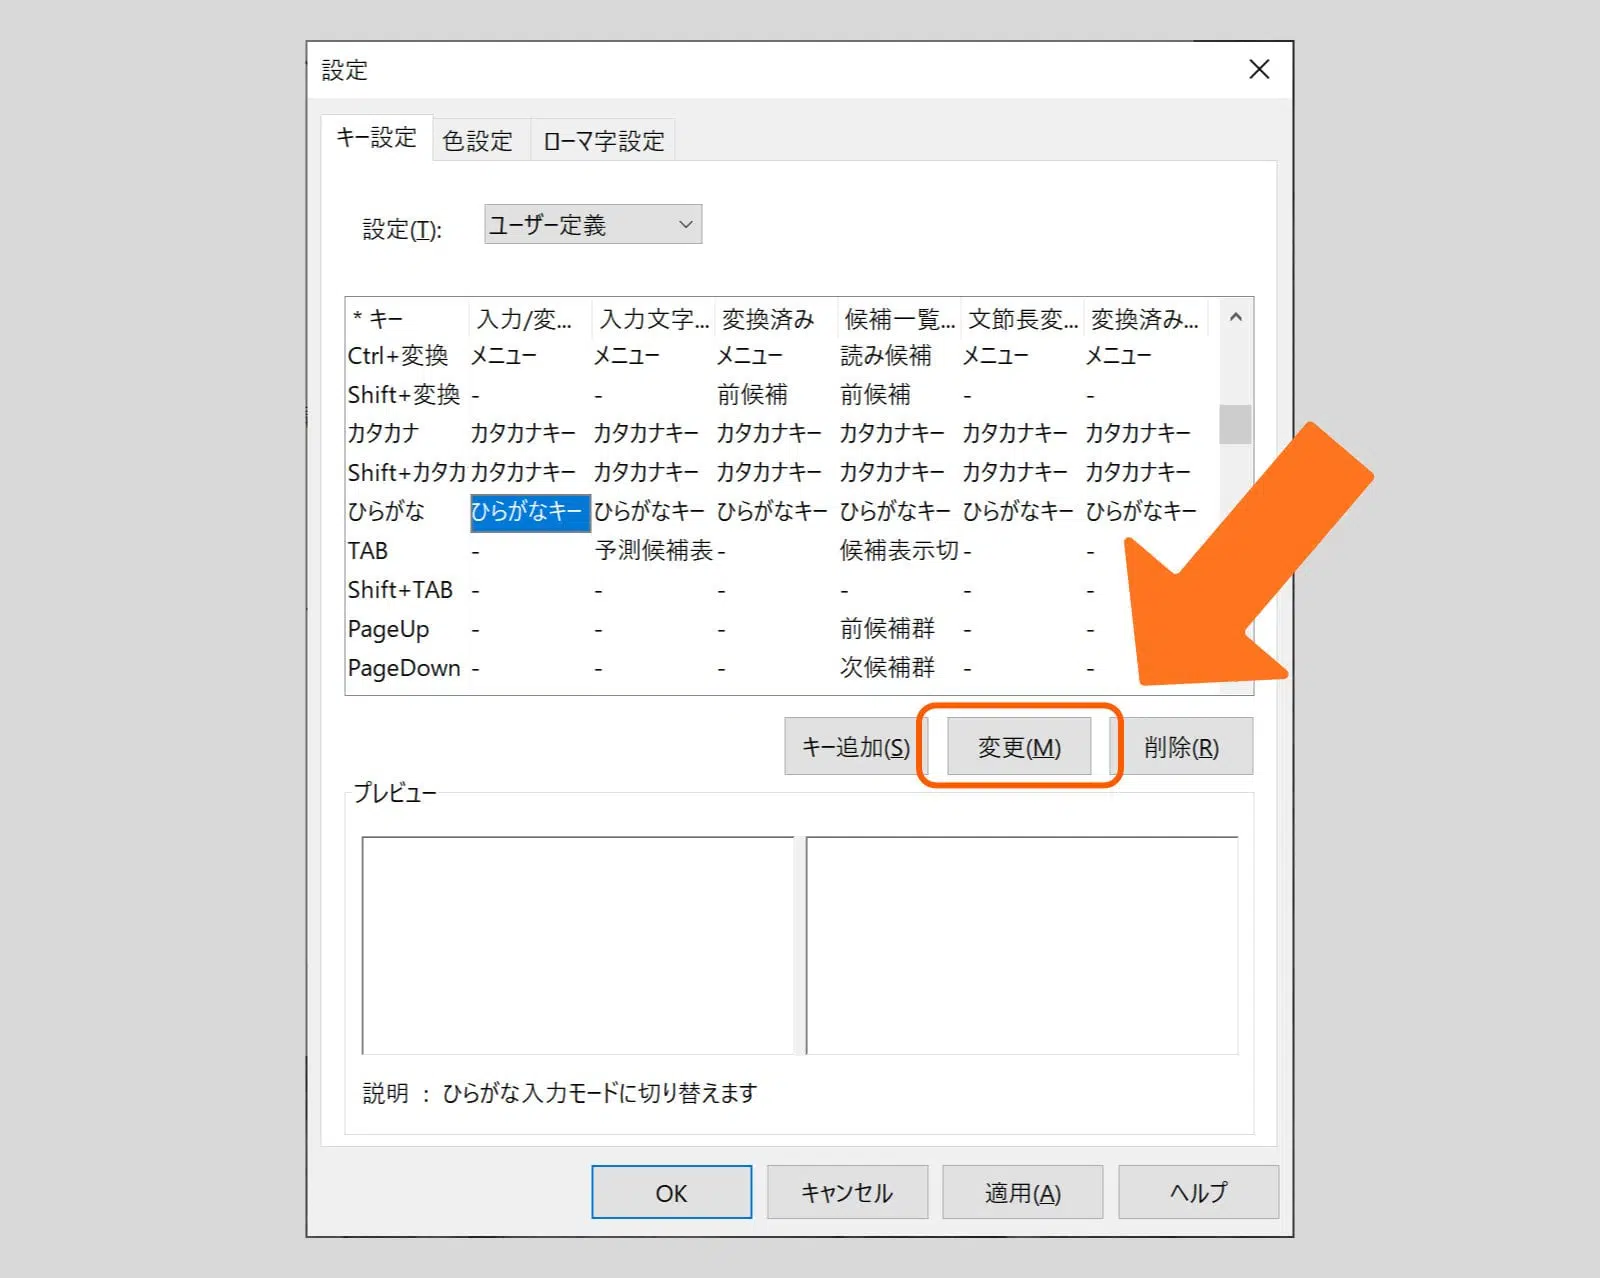 設定
キー設定 色設定 ローマ字設定
設定(T): ユーザー定義
* キー 入力/変... 入力文字... 変換済み 候補一覧... 文節長変... 変換済み...
Ctrl+変換 メニュー メニュー メニュー 読み候補 メニュー メニュー
Shift+変換 - - 前候補 前候補 - -
カタカナ カタカナキー カタカナキー カタカナキー カタカナキー カタカナキー カタカナキー
Shift+カタカ カタカナキー カタカナキー カタカナキー カタカナキー カタカナキー カタカナキー
ひらがな ひらがなキー ひらがなキー ひらがなキー ひらがなキー ひらがなキー ひらがなキー
TAB - 予測候補表 - 候補表示切 - -
Shift+TAB - - - - - -
PageUp - - - 前候補群 - -
PageDown - - - 次候補群 - -
キー追加(S) 変更(M) 削除(R)
プレビュー
説明 : ひらがな入力モードに切り替えます
OK キャンセル 適用(A) ヘルプ